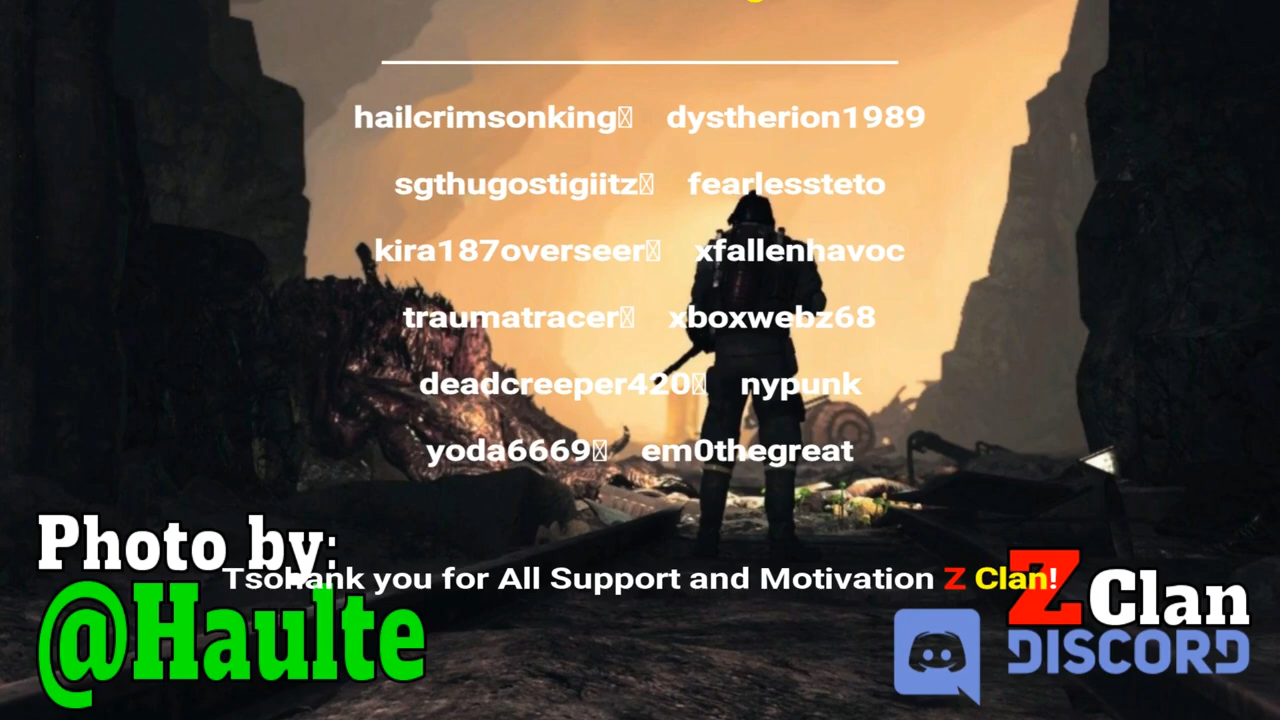 hailcrimsonking dystherion1989
sgthugostigiitz fearlessteto
kira187overseer xfallenhavoc
traumatracer xboxwebz68
deadcreeper420 nypunk
yoda6669 em0thegreat
Photo by:
@Haulte
Tsohank you for All Support and Motivation Z Clan!
Z Clan
DISCORD